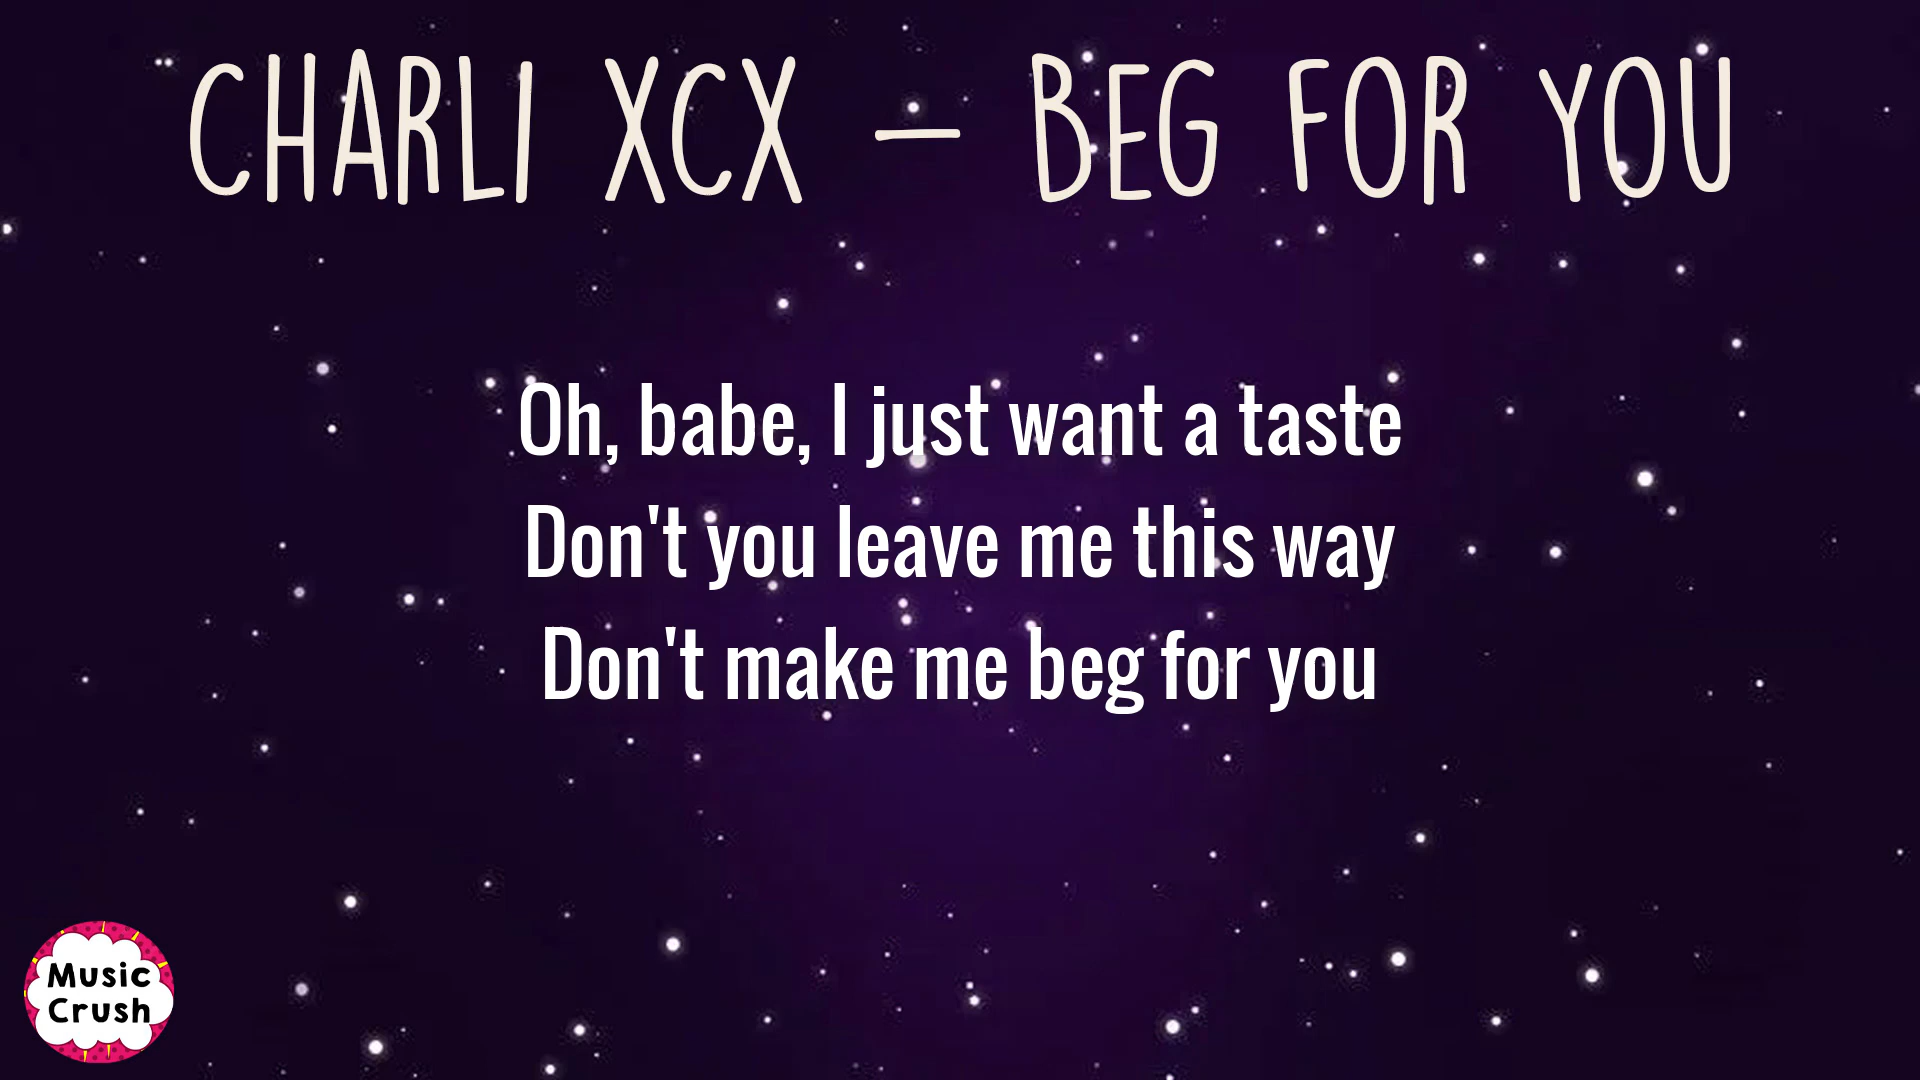 CHARLI XCX – BEG FOR YOU
Oh, babe, I just want a taste
Don't you leave me this way
Don't make me beg for you
Music
Crush